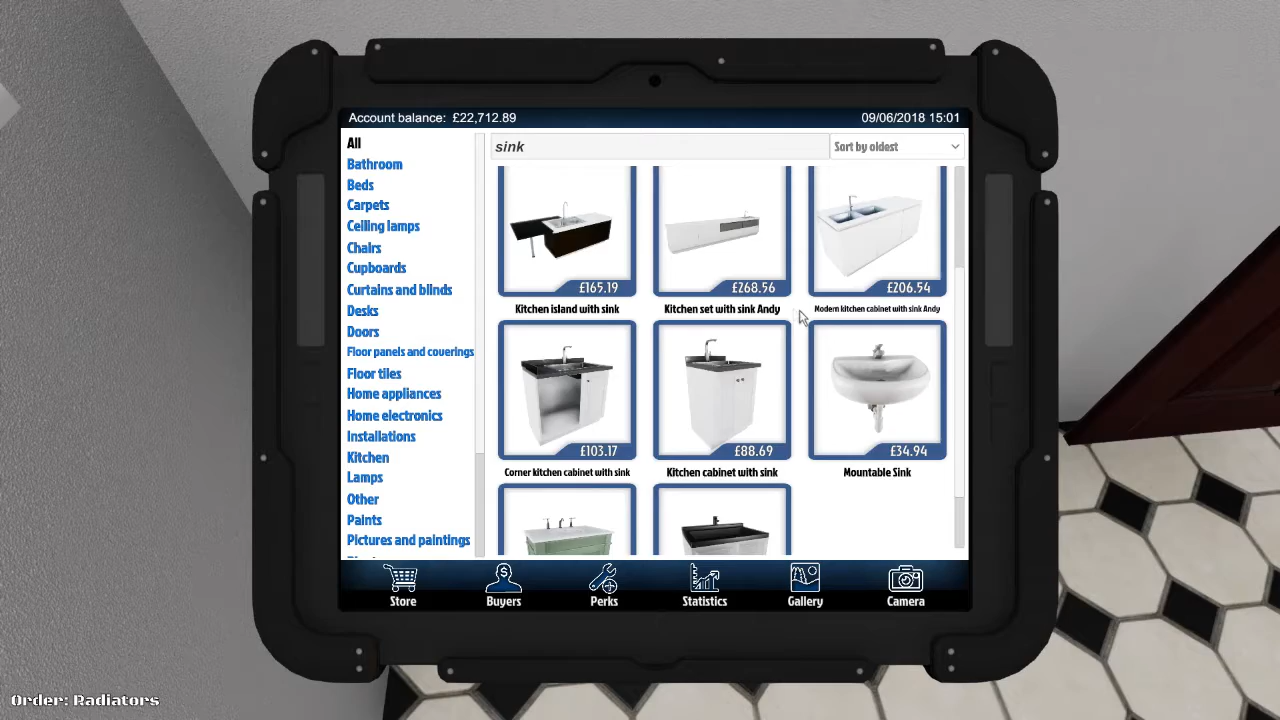 Account balance: £22,712.89
09/06/2018 15:01
All
Bathroom
Beds
Carpets
Ceiling lamps
Chairs
Cupboards
Curtains and blinds
Desks
Doors
Floor panels and coverings
Floor tiles
Home appliances
Home electronics
Installations
Kitchen
Lamps
Other
Paints
Pictures and paintings
sink
Sort by oldest
£165.19
£268.56
£206.54
Kitchen island with sink
Kitchen set with sink Andy
Modern kitchen cabinet with sink Andy
£103.17
£88.69
£34.94
Corner kitchen cabinet with sink
Kitchen cabinet with sink
Mountable Sink
Store
Buyers
Perks
Statistics
Gallery
Camera
Order: Radiators